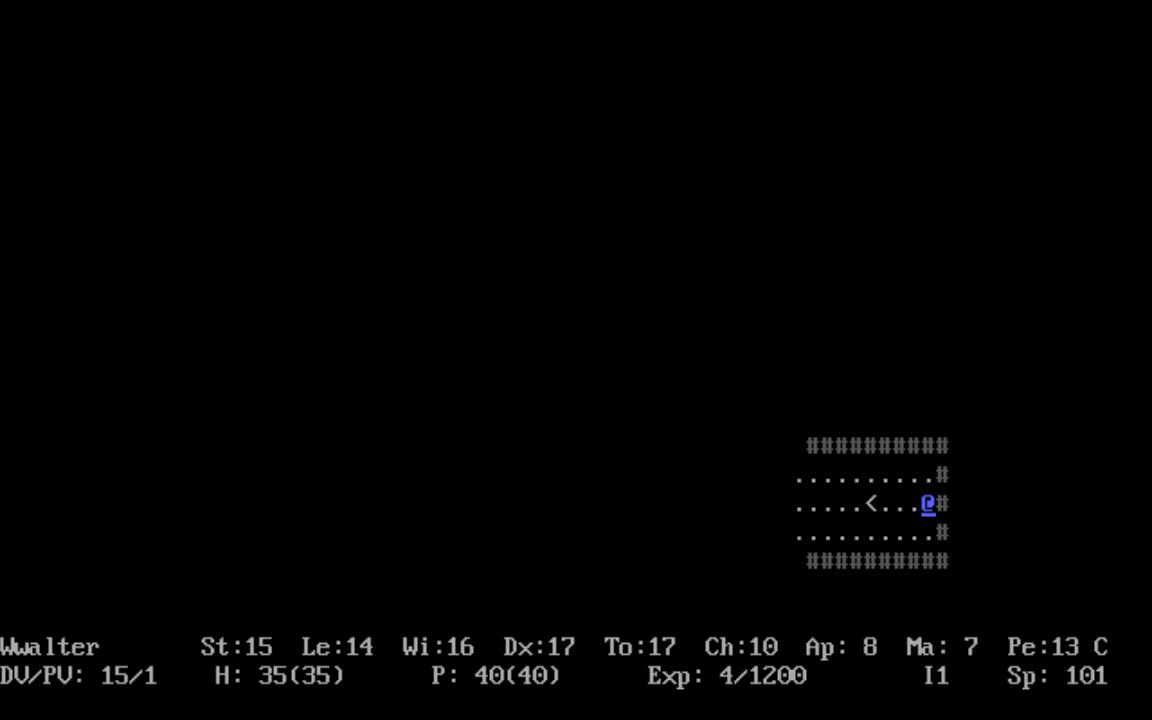 ##########
..........#
.....<...@#
..........#
##########
Wwalter St:15 Le:14 Wi:16 Dx:17 To:17 Ch:10 Ap: 8 Ma: 7 Pe:13 C
DV/PV: 15/1 H: 35(35) P: 40(40) Exp: 4/1200 I1 Sp: 101